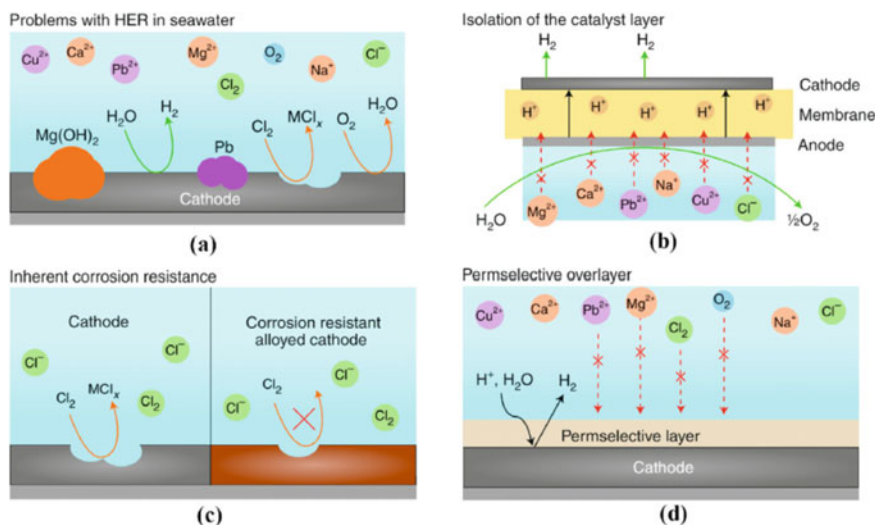 Problems with HER in seawater
Cu²⁺
Ca²⁺
Pb²⁺
Mg²⁺
Cl₂
O₂
Na⁺
Cl⁻
Mg(OH)₂
H₂O
H₂
Pb
Cl₂
MClₓ
O₂
H₂O
Cathode
(a)
Isolation of the catalyst layer
H₂
H₂
Cathode
H⁺
H⁺
H⁺
H⁺
H⁺
Membrane
Anode
H₂O
Mg²⁺
Ca²⁺
Pb²⁺
Na⁺
Cu²⁺
Cl⁻
½O₂
(b)
Inherent corrosion resistance
Cathode
Cl⁻
Cl⁻
Cl₂
MClₓ
Cl₂
Corrosion resistant
alloyed cathode
Cl₂
Cl⁻
Cl⁻
Cl₂
(c)
Permselective overlayer
Cu²⁺
Ca²⁺
Pb²⁺
Mg²⁺
Cl₂
O₂
Na⁺
Cl⁻
H⁺, H₂O
H₂
Permselective layer
Cathode
(d)